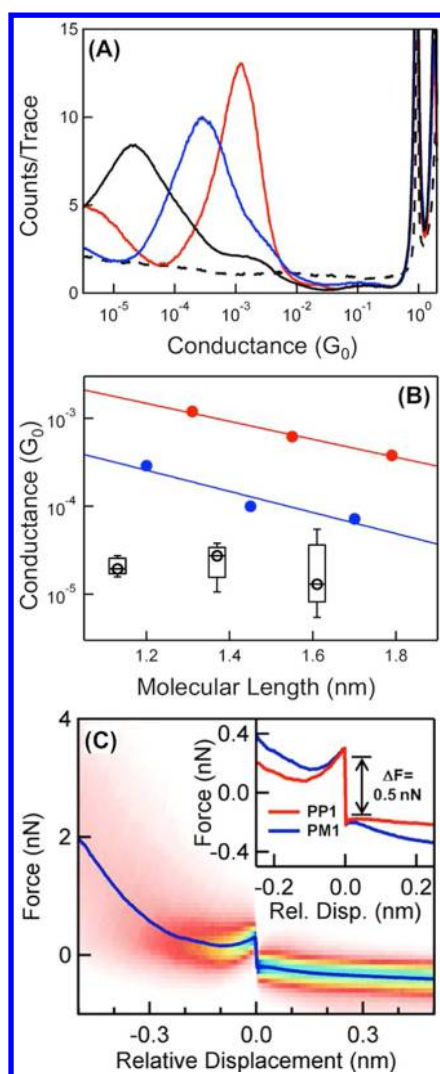 (A)
Counts/Trace
15
10
5
0
10⁻⁵ 10⁻⁴ 10⁻³ 10⁻² 10⁻¹ 10⁰
Conductance (G₀)
(B)
Conductance (G₀)
10⁻³
10⁻⁴
10⁻⁵
1.2 1.4 1.6 1.8
Molecular Length (nm)
(C)
Force (nN)
4
2
0
-0.3 0.0 0.3
Relative Displacement (nm)
Force (nN)
0.4
0.0
-0.4
ΔF=
0.5 nN
PP1
PM1
-0.2 0.0 0.2
Rel. Disp. (nm)